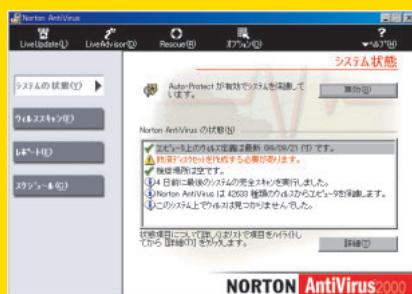 Norton AntiVirus
LiveUpdate(L) LiveAdvisor(D) Rescue(R) オプション(O) ヘルプ(H)
システム状態
システムの状態(Y)
Auto-Protect が有効でシステムを保護しています。
無効(B)
ウィルススキャン(C)
Norton AntiVirus の状態(N)
コンピュータ上のウィルス定義は最新 (99/09/21 付) です。
救済ディスクセットを作成する必要があります。
検疫場所は空です。
4 日前に最後のシステムの完全スキャンを実行しました。
Norton AntiVirus は 42633 種類のウィルスからコンピュータを保護します。
このシステム上でウィルスは見つかりませんでした。
レポート(E)
スケジュール(G)
状態項目について詳しくはリストで項目をハイライトしてから [詳細(T)] をクリック。
詳細(T)
NORTON AntiVirus 2000